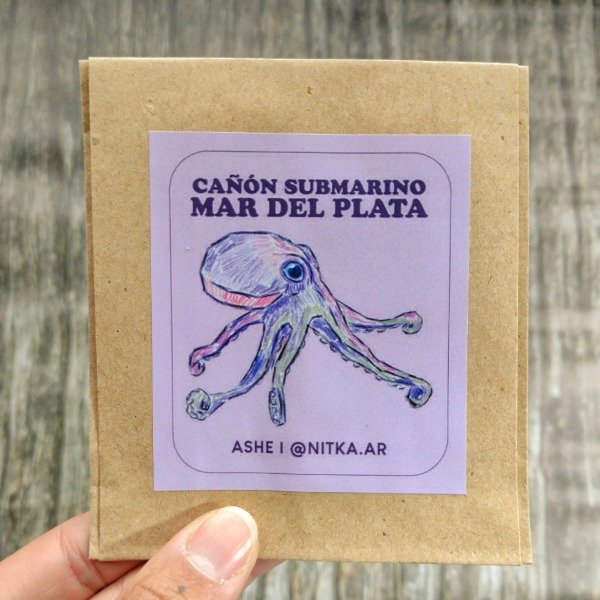 CAÑÓN SUBMARINO
MAR DEL PLATA
ASHE | @NITKA.AR